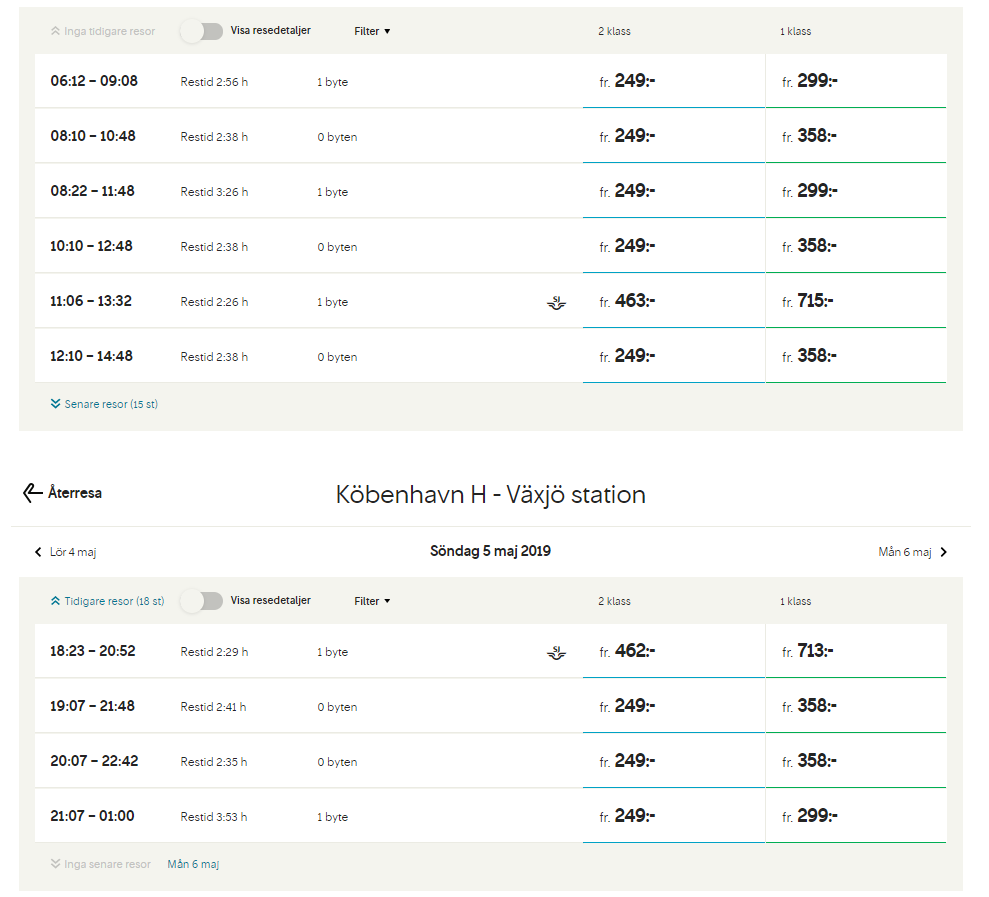 Inga tidigare resor Visa resedetaljer Filter 2 klass 1 klass
06:12 – 09:08 Restid 2:56 h 1 byte fr. 249:- fr. 299:-
08:10 – 10:48 Restid 2:38 h 0 byten fr. 249:- fr. 358:-
08:22 – 11:48 Restid 3:26 h 1 byte fr. 249:- fr. 299:-
10:10 – 12:48 Restid 2:38 h 0 byten fr. 249:- fr. 358:-
11:06 – 13:32 Restid 2:26 h 1 byte SJ fr. 463:- fr. 715:-
12:10 – 14:48 Restid 2:38 h 0 byten fr. 249:- fr. 358:-
Senare resor (15 st)
Återresa Köbenhavn H - Växjö station
Lör 4 maj Söndag 5 maj 2019 Mån 6 maj
Tidigare resor (18 st) Visa resedetaljer Filter 2 klass 1 klass
18:23 – 20:52 Restid 2:29 h 1 byte SJ fr. 462:- fr. 713:-
19:07 – 21:48 Restid 2:41 h 0 byten fr. 249:- fr. 358:-
20:07 – 22:42 Restid 2:35 h 0 byten fr. 249:- fr. 358:-
21:07 – 01:00 Restid 3:53 h 1 byte fr. 249:- fr. 299:-
Inga senare resor Mån 6 maj